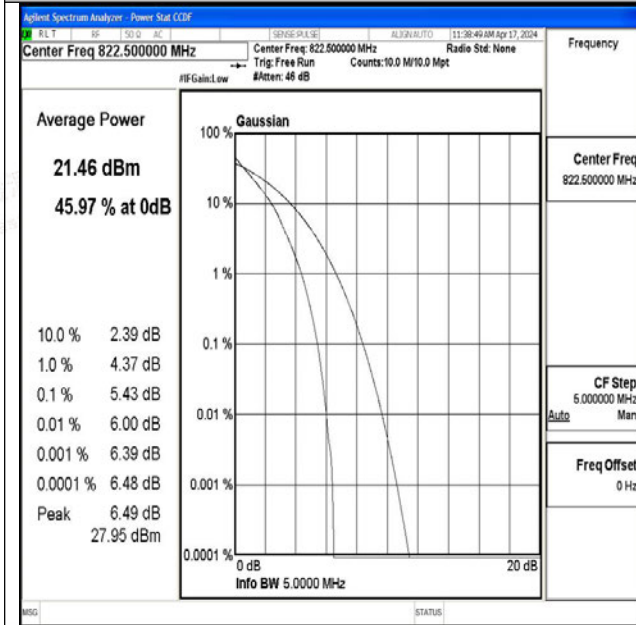 Agilent Spectrum Analyzer - Power Stat CCDF
RLT RF 50 Ω AC SENSE:PULSE ALIGNAUTO 11:38:49 AM Apr 17, 2024
Center Freq 822.500000 MHz
Center Freq: 822.500000 MHz Radio Std: None
Trig: Free Run Counts:10.0 M/10.0 Mpt
#IFGain:Low #Atten: 46 dB
Frequency
Average Power
21.46 dBm
45.97 % at 0dB
10.0 % 2.39 dB
1.0 % 4.37 dB
0.1 % 5.43 dB
0.01 % 6.00 dB
0.001 % 6.39 dB
0.0001 % 6.48 dB
Peak 6.49 dB
27.95 dBm
Gaussian
100 %
10 %
1 %
0.1 %
0.01 %
0.001 %
0.0001 %
0 dB 20 dB
Info BW 5.0000 MHz
Center Freq
822.500000 MHz
CF Step
5.000000 MHz
Auto Man
Freq Offset
0 Hz
MSG STATUS